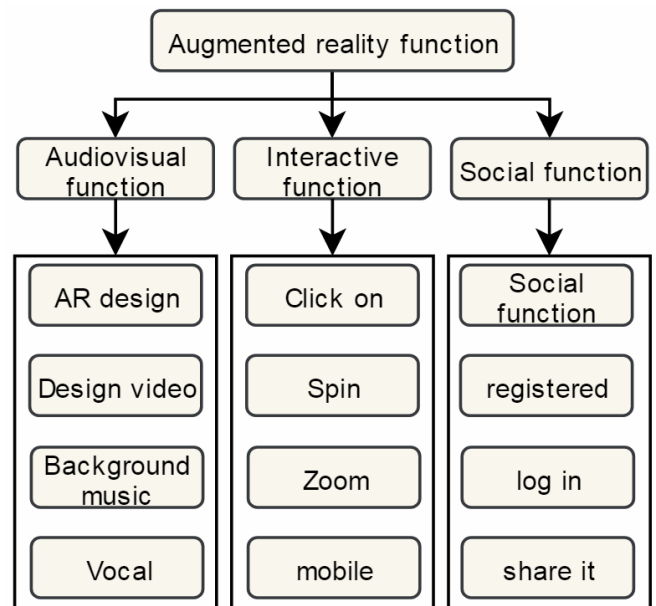 Augmented reality function
Audiovisual
function
Interactive
function
Social function
AR design
Design video
Background
music
Vocal
Click on
Spin
Zoom
mobile
Social
function
registered
log in
share it